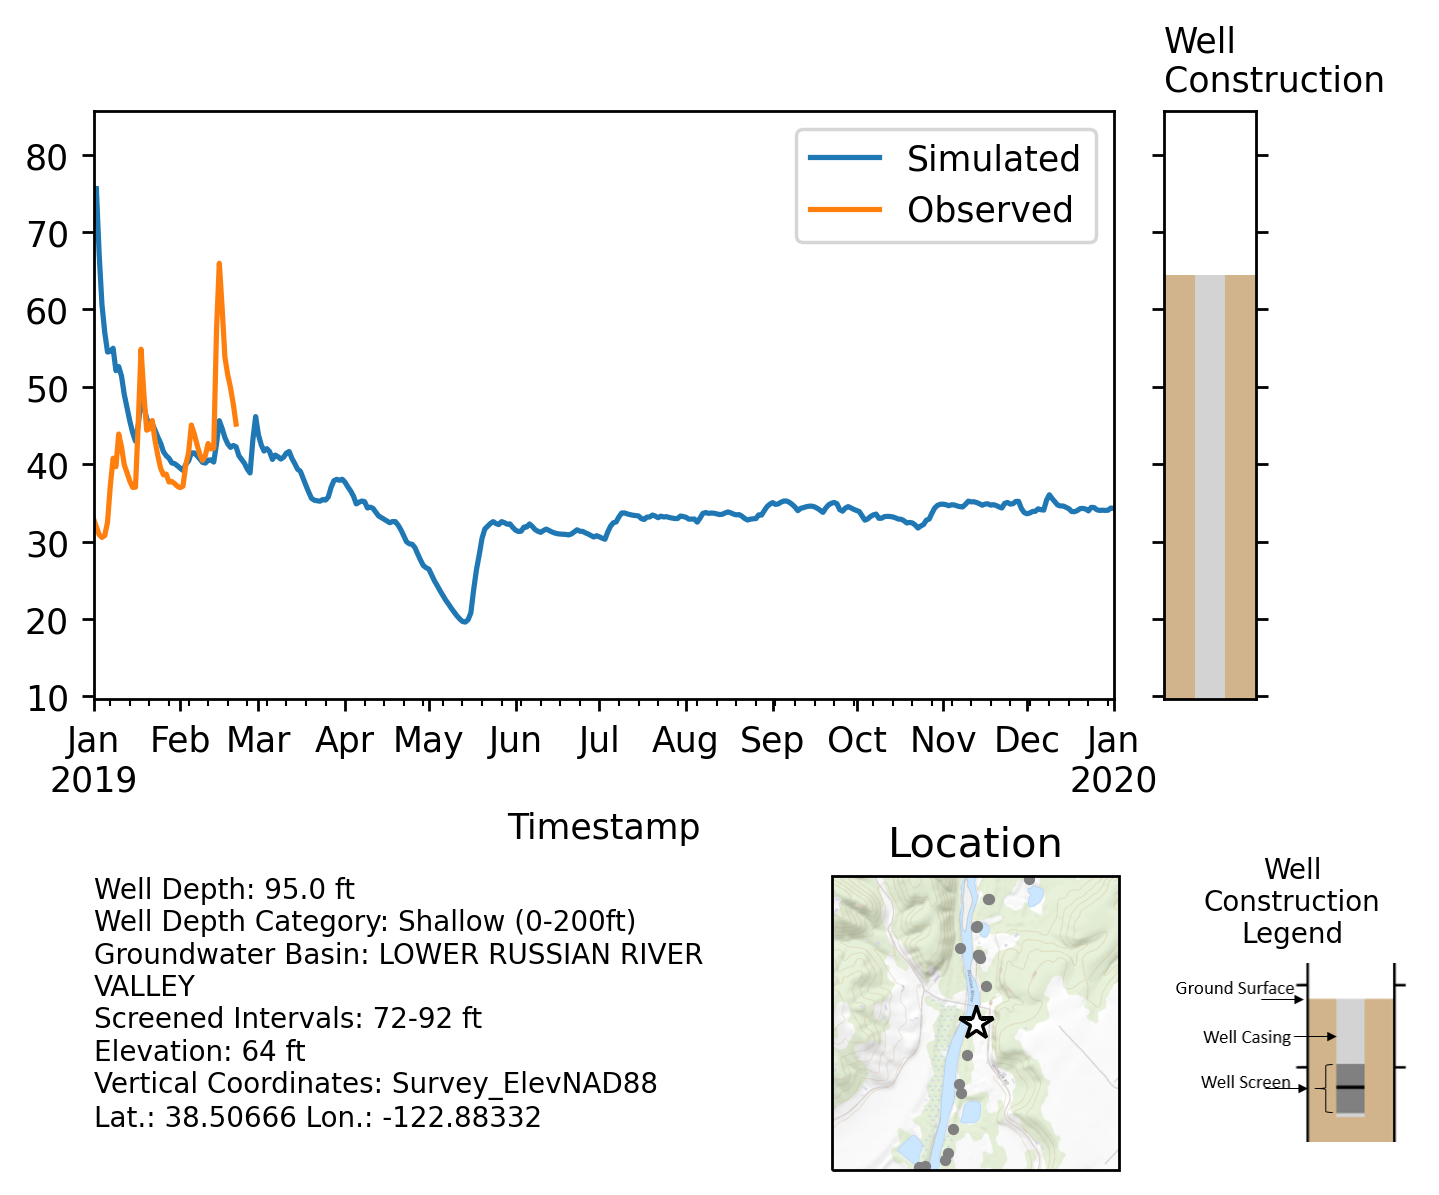 Well
Construction
80
70
60
50
40
30
20
10
Simulated
Observed
Jan Feb Mar Apr May Jun Jul Aug Sep Oct Nov Dec Jan
2019 2020
Timestamp
Well Depth: 95.0 ft
Well Depth Category: Shallow (0-200ft)
Groundwater Basin: LOWER RUSSIAN RIVER
VALLEY
Screened Intervals: 72-92 ft
Elevation: 64 ft
Vertical Coordinates: Survey_ElevNAD88
Lat.: 38.50666 Lon.: -122.88332
Location
Well
Construction
Legend
Ground Surface
Well Casing
Well Screen